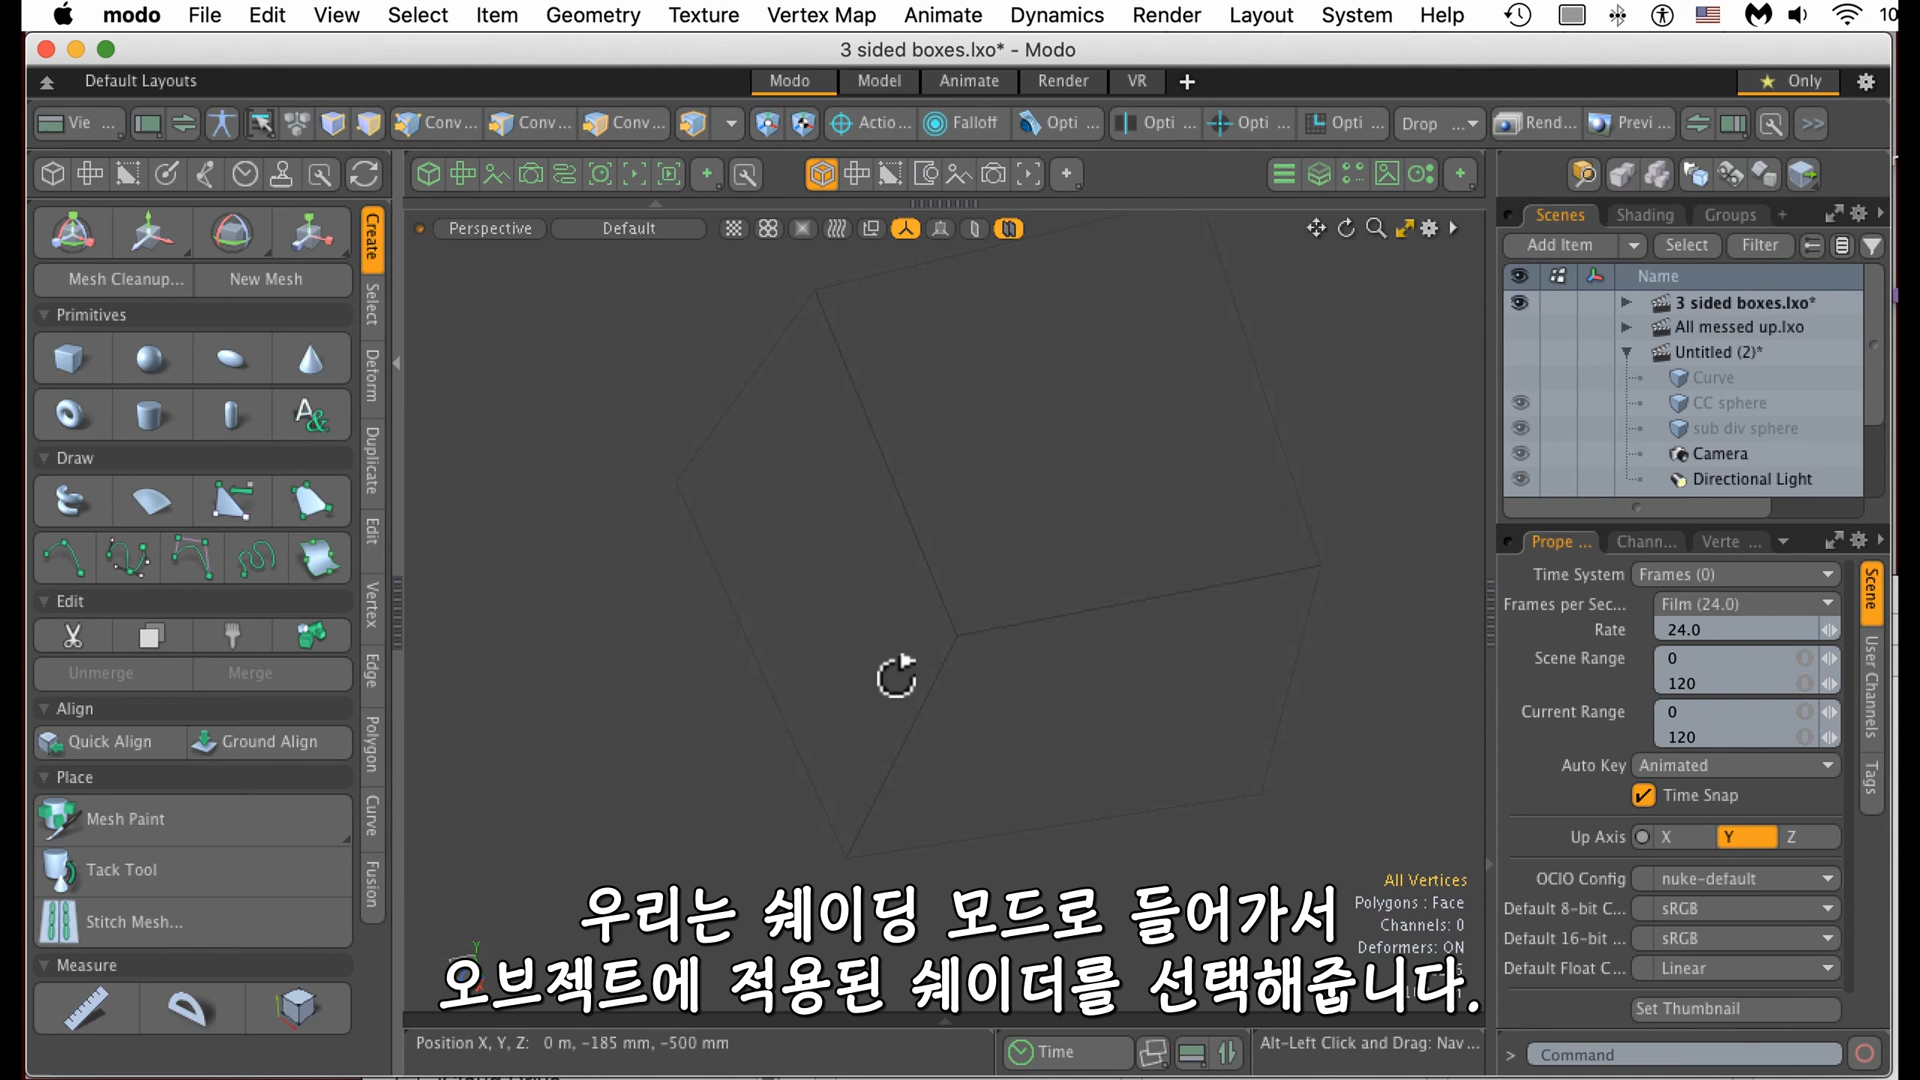 modo File Edit View Select Item Geometry Texture Vertex Map Animate Dynamics Render Layout System Help 10
3 sided boxes.lxo* - Modo
Default Layouts Modo Model Animate Render VR + Only
Vie ... Conv ... Conv ... Conv ... Actio... Falloff Opti ... Opti ... Opti ... Opti ... Drop ... Rend... Previ ... >>
Perspective Default
Scenes Shading Groups +
Add Item Select Filter
Name
3 sided boxes.lxo*
All messed up.lxo
Untitled (2)*
Curve
CC sphere
sub div sphere
Camera
Directional Light
Mesh Cleanup... New Mesh
Primitives
Draw
Edit
Unmerge Merge
Align
Quick Align Ground Align
Place
Mesh Paint
Tack Tool
Stitch Mesh...
Measure
Create
Select
Deform
Duplicate
Edit
Vertex
Edge
Polygon
Curve
Fusion
Prope ... Chann... Verte ...
Time System Frames (0)
Frames per Sec... Film (24.0)
Rate 24.0
Scene Range 0
120
Current Range 0
120
Auto Key Animated
Time Snap
Up Axis X Y Z
OCIO Config nuke-default
Default 8-bit C... sRGB
Default 16-bit ... sRGB
Default Float C... Linear
Set Thumbnail
Scene
User Channels
Tags
All Vertices
Polygons : Face
Channels: 0
Deformers: ON
우리는 쉐이딩 모드로 들어가서
오브젝트에 적용된 쉐이더를 선택해줍니다.
Position X, Y, Z: 0 m, -185 mm, -500 mm Time Alt-Left Click and Drag: Nav ... > Command